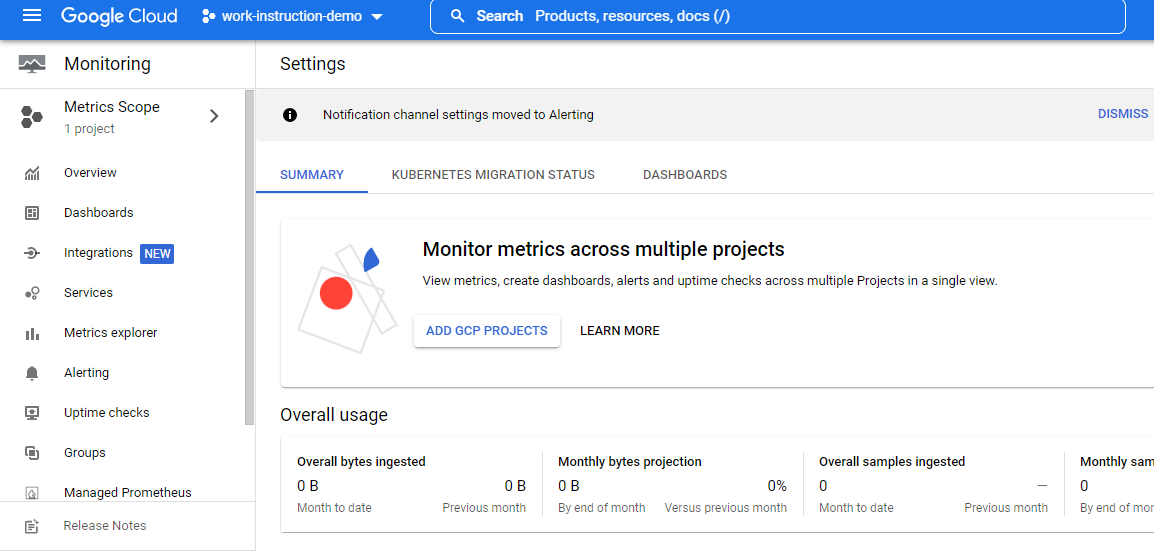 Google Cloud
work-instruction-demo
Search Products, resources, docs (/)
Monitoring
Settings
Metrics Scope
1 project
Overview
Dashboards
Integrations NEW
Services
Metrics explorer
Alerting
Uptime checks
Groups
Managed Prometheus
Release Notes
Notification channel settings moved to Alerting
DISMISS
SUMMARY
KUBERNETES MIGRATION STATUS
DASHBOARDS
Monitor metrics across multiple projects
View metrics, create dashboards, alerts and uptime checks across multiple Projects in a single view.
ADD GCP PROJECTS
LEARN MORE
Overall usage
Overall bytes ingested
0 B 0 B
Month to date Previous month
Monthly bytes projection
0 B 0%
By end of month Versus previous month
Overall samples ingested
0 —
Month to date Previous month
Monthly sam
0
By end of mon